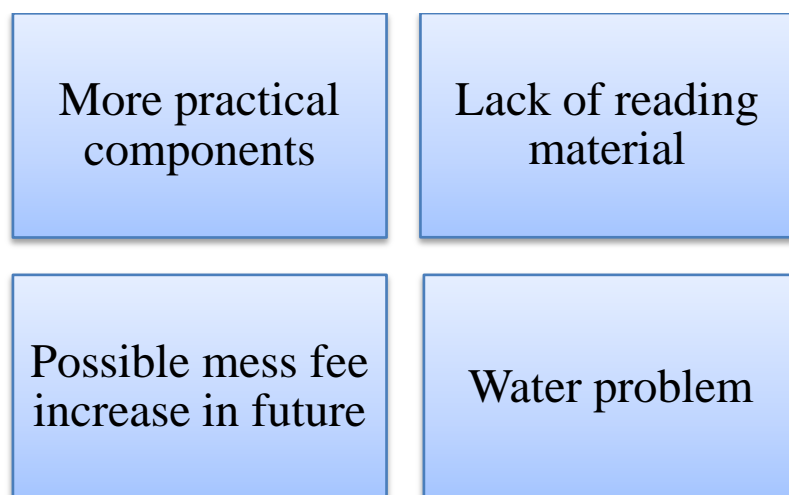 More practical
components
Lack of reading
material
Possible mess fee
increase in future
Water problem